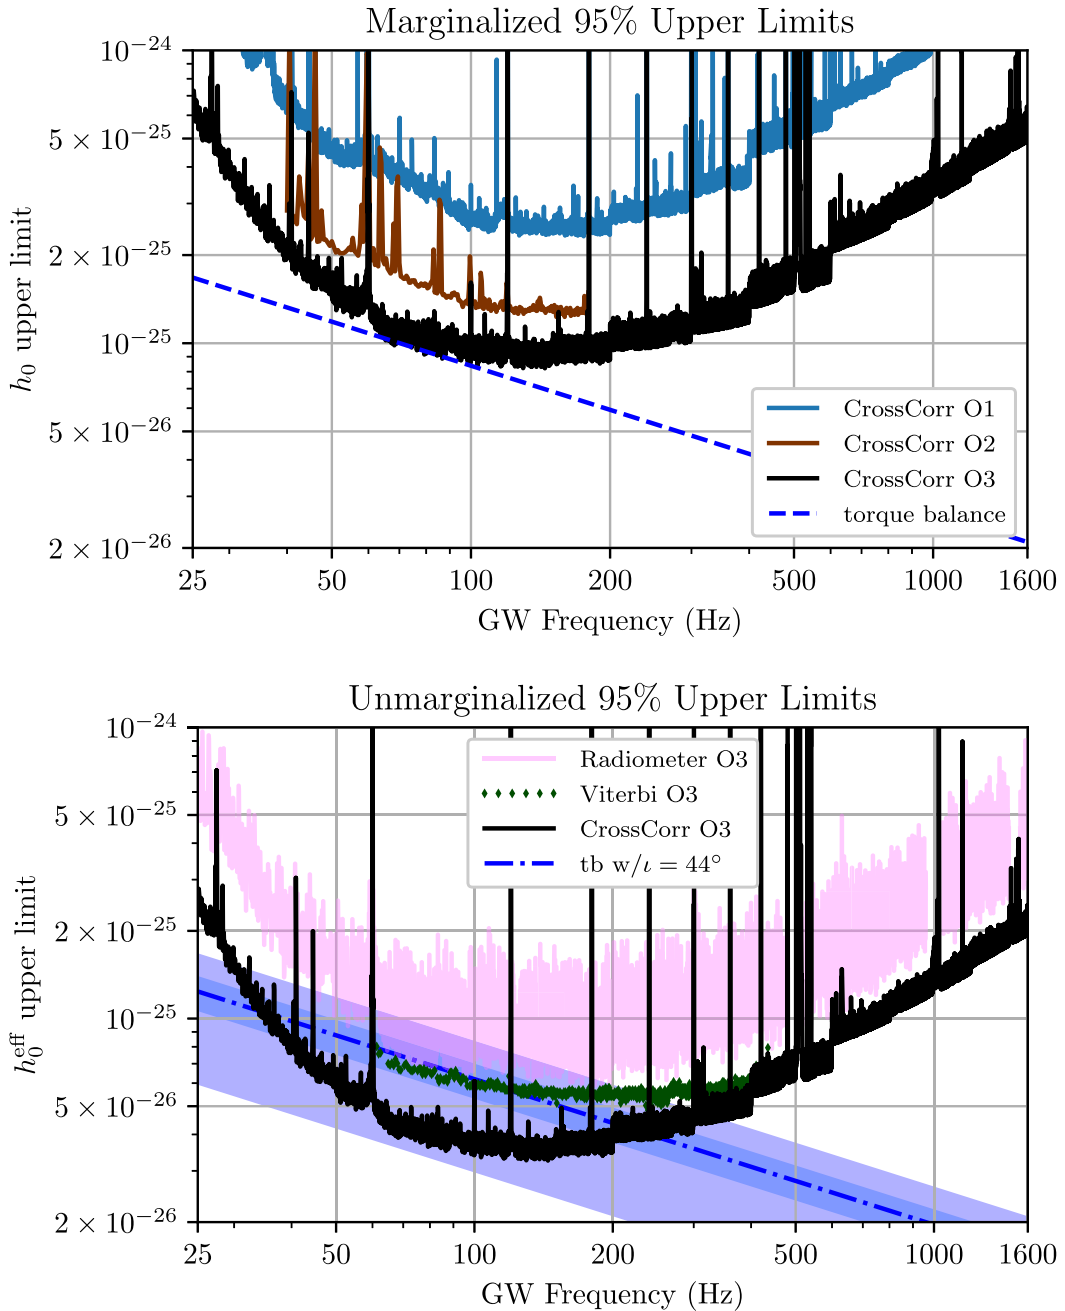 Marginalized 95% Upper Limits
10⁻²⁴
5 × 10⁻²⁵
2 × 10⁻²⁵
10⁻²⁵
5 × 10⁻²⁶
2 × 10⁻²⁶
h₀ upper limit
CrossCorr O1
CrossCorr O2
CrossCorr O3
torque balance
25 50 100 200 500 1000 1600
GW Frequency (Hz)
Unmarginalized 95% Upper Limits
10⁻²⁴
5 × 10⁻²⁵
2 × 10⁻²⁵
10⁻²⁵
5 × 10⁻²⁶
2 × 10⁻²⁶
h₀ᵉᶠᶠ upper limit
Radiometer O3
Viterbi O3
CrossCorr O3
tb w/ι = 44°
25 50 100 200 500 1000 1600
GW Frequency (Hz)